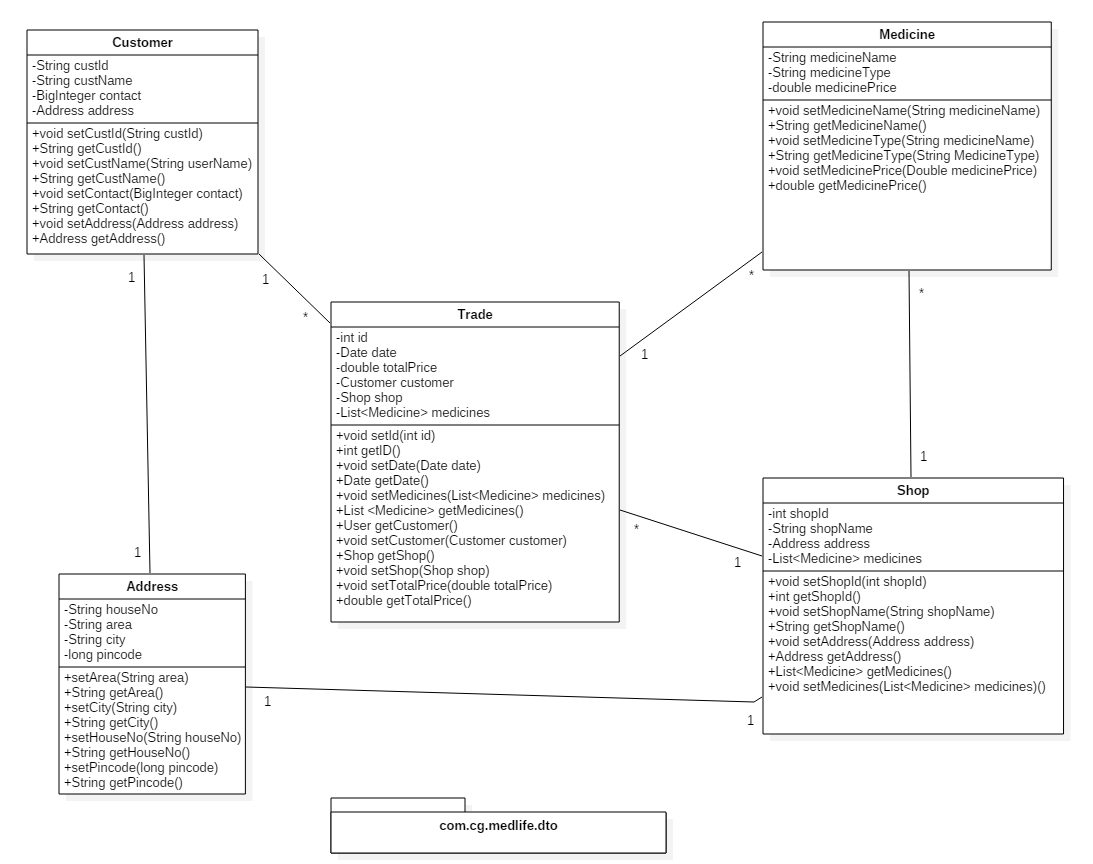 Customer
-String custId
-String custName
-BigInteger contact
-Address address
+void setCustId(String custId)
+String getCustId()
+void setCustName(String userName)
+String getCustName()
+void setContact(BigInteger contact)
+String getContact()
+void setAddress(Address address)
+Address getAddress()
Medicine
-String medicineName
-String medicineType
-double medicinePrice
+void setMedicineName(String medicineName)
+String getMedicineName()
+void setMedicineType(String medicineName)
+String getMedicineType(String MedicineType)
+void setMedicinePrice(Double medicinePrice)
+double getMedicinePrice()
1
1
*
*
1
*
Trade
-int id
-Date date
-double totalPrice
-Customer customer
-Shop shop
-List<Medicine> medicines
+void setId(int id)
+int getID()
+void setDate(Date date)
+Date getDate()
+void setMedicines(List<Medicine> medicines)
+List <Medicine> getMedicines()
+User getCustomer()
+void setCustomer(Customer customer)
+Shop getShop()
+void setShop(Shop shop)
+void setTotalPrice(double totalPrice)
+double getTotalPrice()
1
*
1
1
Shop
-int shopId
-String shopName
-Address address
-List<Medicine> medicines
+void setShopId(int shopId)
+int getShopId()
+void setShopName(String shopName)
+String getShopName()
+void setAddress(Address address)
+Address getAddress()
+List<Medicine> getMedicines()
+void setMedicines(List<Medicine> medicines)()
Address
-String houseNo
-String area
-String city
-long pincode
+setArea(String area)
+String getArea()
+setCity(String city)
+String getCity()
+setHouseNo(String houseNo)
+String getHouseNo()
+setPincode(long pincode)
+String getPincode()
1
1
com.cg.medlife.dto